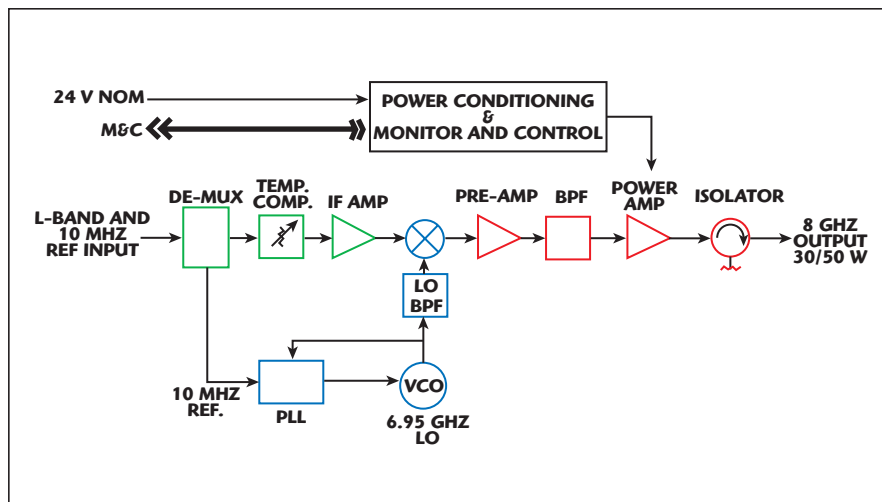 24 V NOM
M&C
POWER CONDITIONING
&
MONITOR AND CONTROL
L-BAND AND
10 MHZ
REF INPUT
DE-MUX
TEMP.
COMP.
IF AMP
PRE-AMP
BPF
POWER
AMP
ISOLATOR
8 GHZ
OUTPUT
30/50 W
LO
BPF
10 MHZ
REF.
PLL
VCO
6.95 GHZ
LO